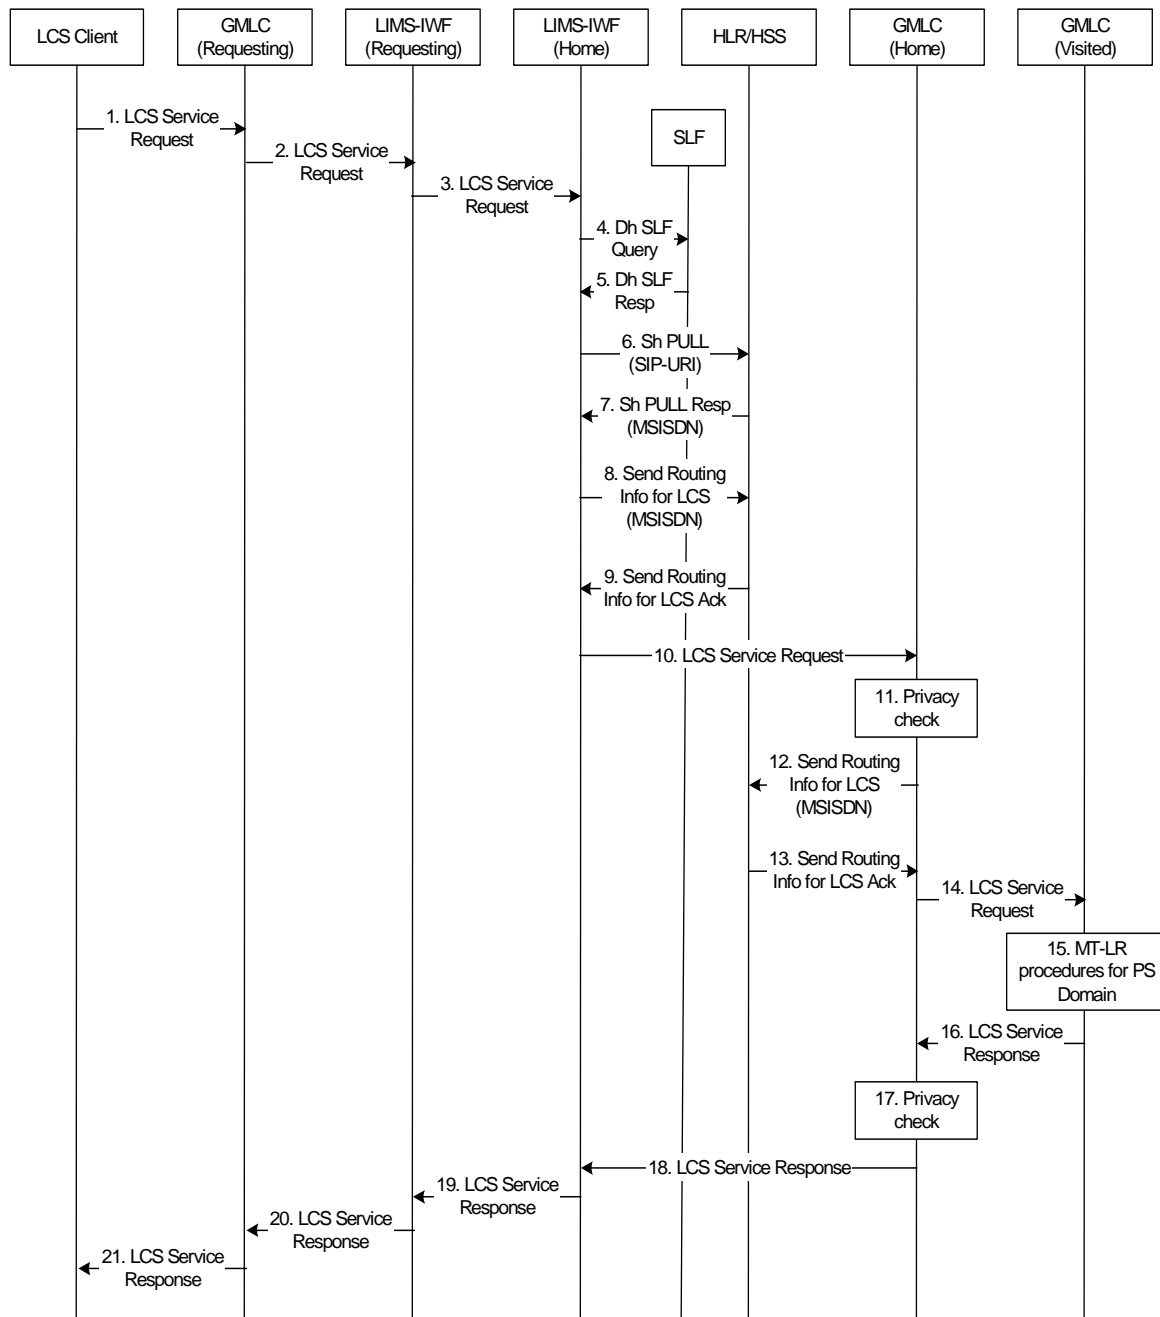 LCS Client
GMLC
(Requesting)
LIMS-IWF
(Requesting)
LIMS-IWF
(Home)
HLR/HSS
GMLC
(Home)
GMLC
(Visited)
1. LCS Service
Request
SLF
2. LCS Service
Request
3. LCS Service
Request
4. Dh SLF
Query
5. Dh SLF
Resp
6. Sh PULL
(SIP-URI)
7. Sh PULL Resp
(MSISDN)
8. Send Routing
Info for LCS
(MSISDN)
9. Send Routing
Info for LCS Ack
10. LCS Service Request
11. Privacy
check
12. Send Routing
Info for LCS
(MSISDN)
13. Send Routing
Info for LCS Ack
14. LCS Service
Request
15. MT-LR
procedures for PS
Domain
16. LCS Service
Response
17. Privacy
check
18. LCS Service Response
19. LCS Service
Response
20. LCS Service
Response
21. LCS Service
Response